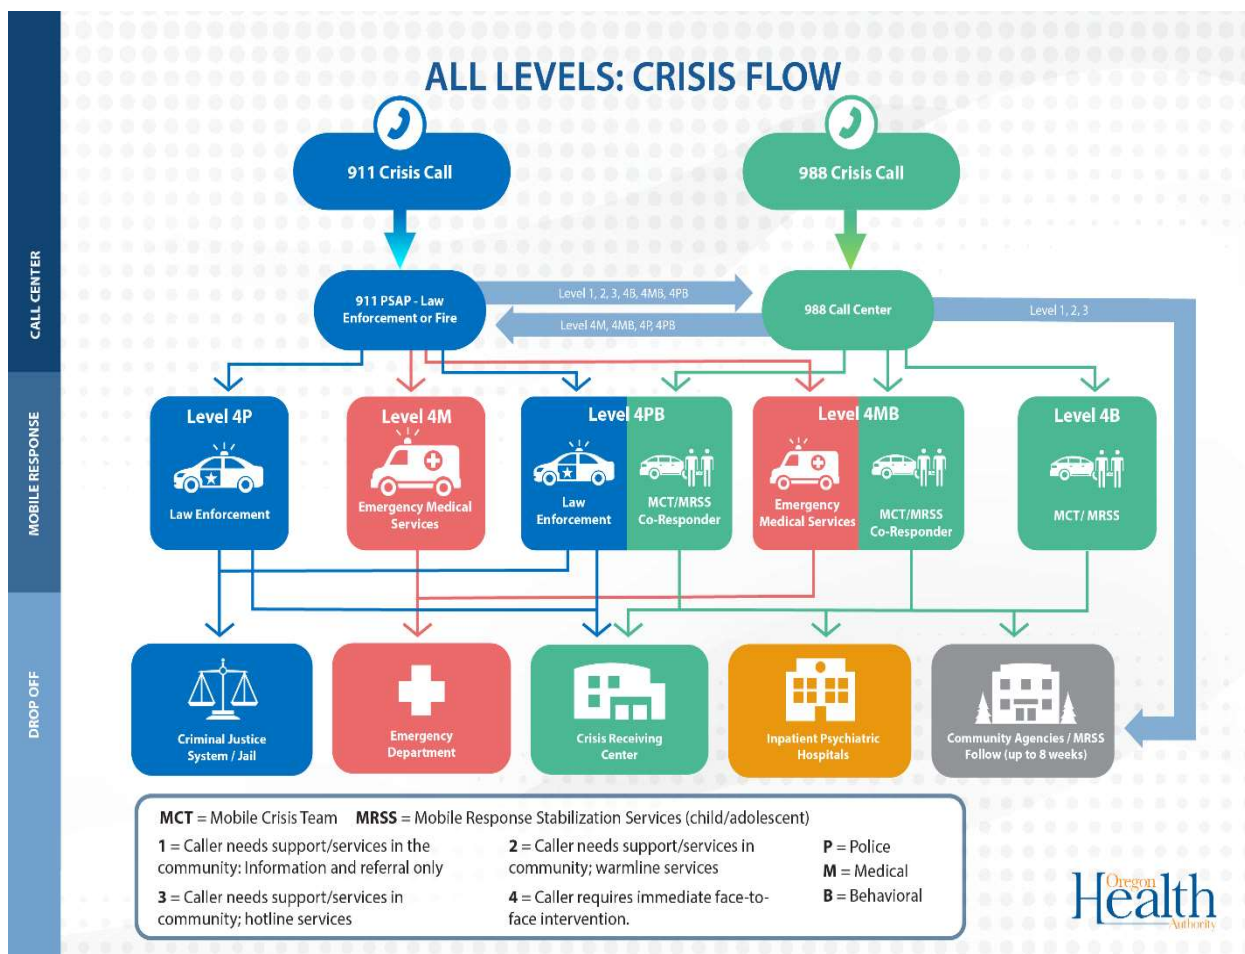 ALL LEVELS: CRISIS FLOW
CALL CENTER
MOBILE RESPONSE
DROP OFF
911 Crisis Call
988 Crisis Call
911 PSAP - Law
Enforcement or Fire
Level 1, 2, 3, 4B, 4MB, 4PB
Level 4M, 4MB, 4P, 4PB
988 Call Center
Level 1, 2, 3
Level 4P
Law Enforcement
Level 4M
Emergency Medical
Services
Level 4PB
Law
Enforcement
MCT/MRSS
Co-Responder
Level 4MB
Emergency
Medical Services
MCT/MRSS
Co-Responder
Level 4B
MCT/ MRSS
Criminal Justice
System / Jail
Emergency
Department
Crisis Receiving
Center
Inpatient Psychiatric
Hospitals
Community Agencies / MRSS
Follow (up to 8 weeks)
MCT = Mobile Crisis Team MRSS = Mobile Response Stabilization Services (child/adolescent)
1 = Caller needs support/services in the
community: Information and referral only
2 = Caller needs support/services in
community; warmline services
3 = Caller needs support/services in
community; hotline services
4 = Caller requires immediate face-to-
face intervention.
P = Police
M = Medical
B = Behavioral
Oregon
Health
Authority